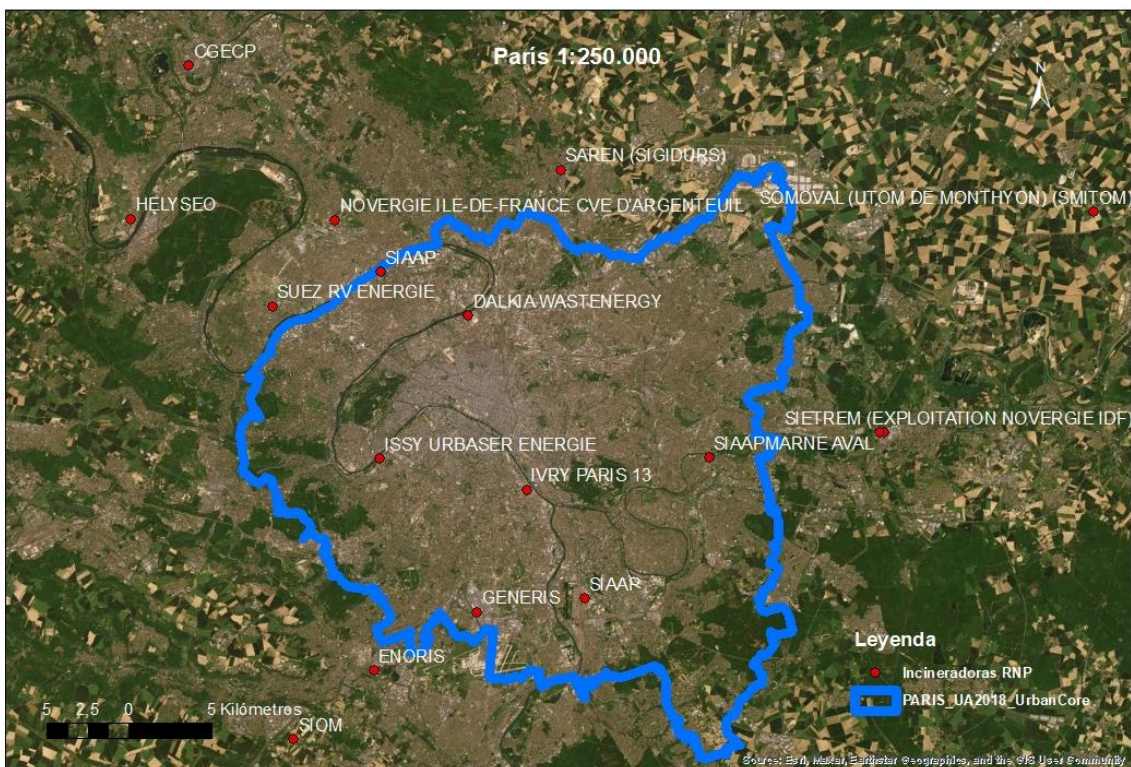 CGECP
París 1:250.000
N
SAREN (SIGIDURS)
HELYSEO
NOVERGIE ILE-DE-FRANCE CVE D'ARGENTEUIL
SOMOVAL (UTOM DE MONTHYON) (SMITOM)
SIAAP
SUEZ RV ENERGIE
DALKIA WASTENERGY
SIETREM (EXPLOITATION NOVERGIE IDF)
ISSY URBASER ENERGIE
SIAAPMARNE AVAL
IVRY PARIS 13
SIAAP
GENERIS
ENORIS
SIOM
Leyenda
Incineradoras RNP
PARIS_UA2018_UrbanCore
5 2,5 0 5 Kilómetros
Source: Esri, Maxar, Earthstar Geographics, and the GIS User Community